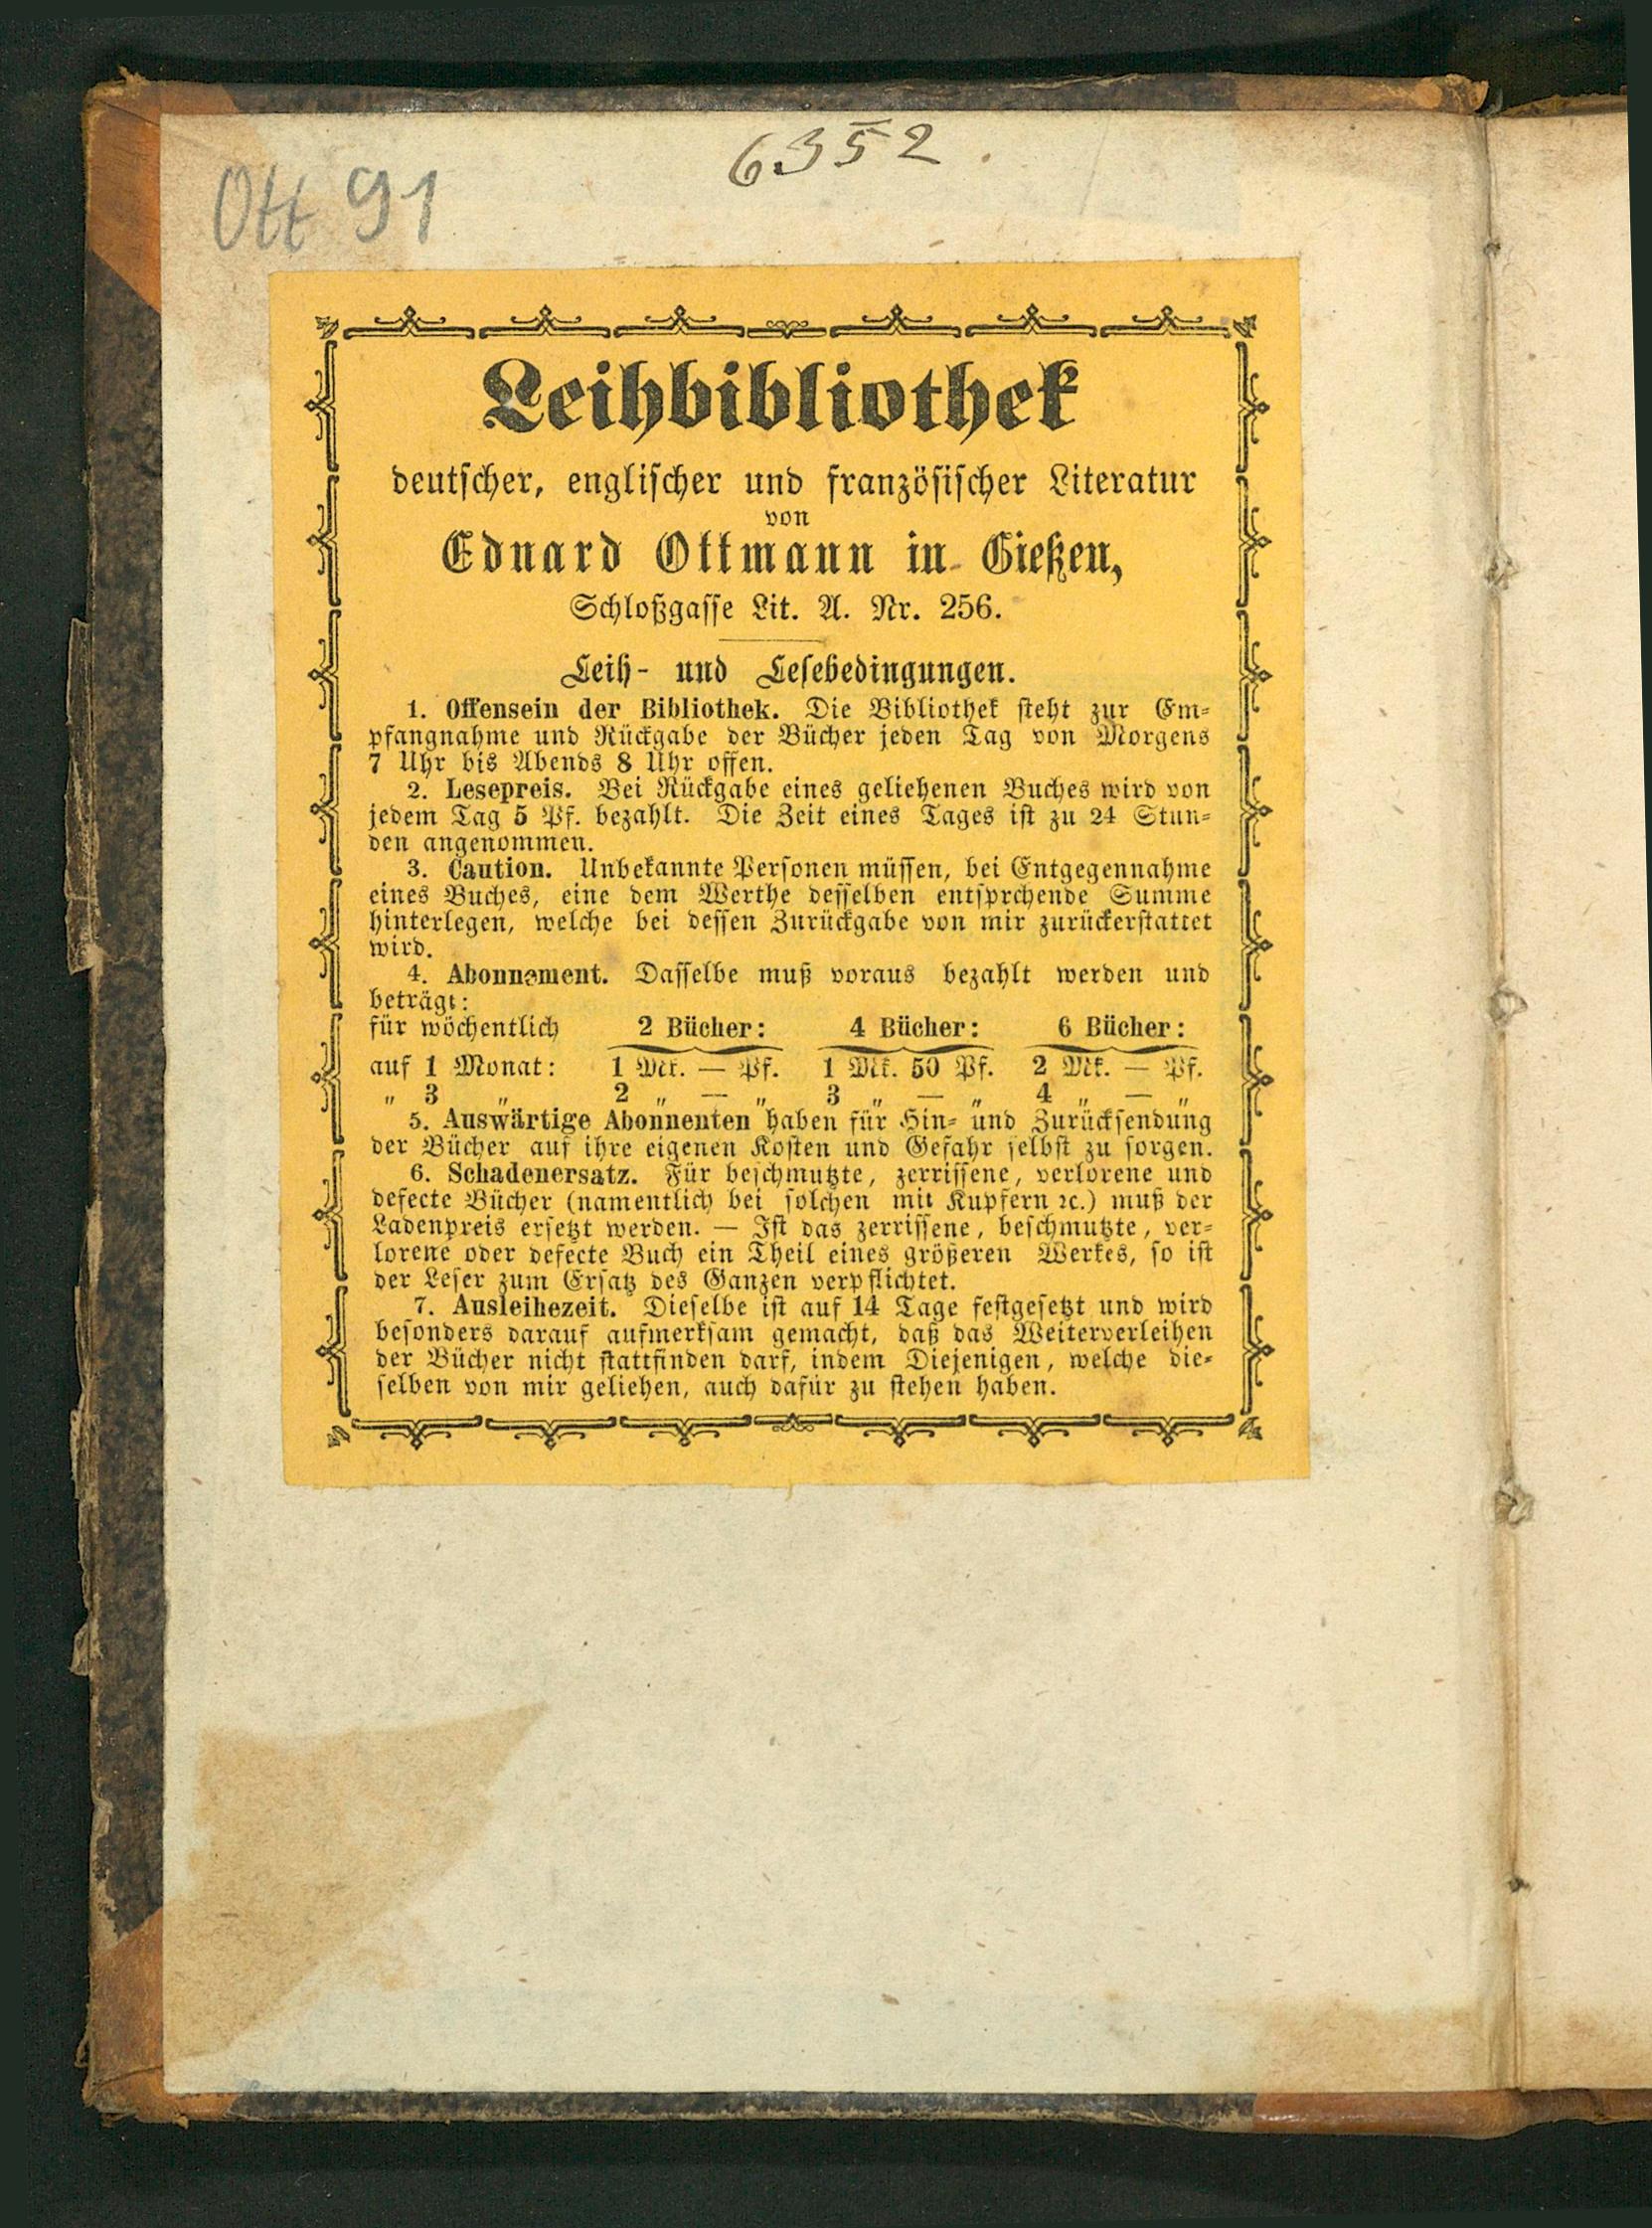 6352.
Ott 91
Leihbibliothek
deutscher, englischer und französischer Literatur
von
Eduard Ottmann in Gießen,
Schloßgasse Lit. A. Nr. 256.
Leih- und Lesebedingungen.
1. Offensein der Bibliothek. Die Bibliothek steht zur Em-
pfangnahme und Rückgabe der Bücher jeden Tag von Morgens
7 Uhr bis Abends 8 Uhr offen.
2. Lesepreis. Bei Rückgabe eines geliehenen Buches wird von
jedem Tag 5 Pf. bezahlt. Die Zeit eines Tages ist zu 24 Stun-
den angenommen.
3. Caution. Unbekannte Personen müssen, bei Entgegennahme
eines Buches, eine dem Werthe desselben entsprchende Summe
hinterlegen, welche bei dessen Zurückgabe von mir zurückerstattet
wird.
4. Abonnement. Dasselbe muß voraus bezahlt werden und
beträgt:
für wöchentlich 2 Bücher: 4 Bücher: 6 Bücher:
auf 1 Monat: 1 Mk. — Pf. 1 Mk. 50 Pf. 2 Mk. — Pf.
„ 3 „ 2 „ — „ 3 „ — „ 4 „ — „
5. Auswärtige Abonnenten haben für Hin- und Zurücksendung
der Bücher auf ihre eigenen Kosten und Gefahr selbst zu sorgen.
6. Schadenersatz. Für beschmutzte, zerrissene, verlorene und
defecte Bücher (namentlich bei solchen mit Kupfern ꝛc.) muß der
Ladenpreis ersetzt werden. — Ist das zerrissene, beschmutzte, ver-
lorene oder defecte Buch ein Theil eines größeren Werkes, so ist
der Leser zum Ersatz des Ganzen verpflichtet.
7. Ausleihezeit. Dieselbe ist auf 14 Tage festgesetzt und wird
besonders darauf aufmerksam gemacht, daß das Weiterverleihen
der Bücher nicht stattfinden darf, indem Diejenigen, welche die-
selben von mir geliehen, auch dafür zu stehen haben.